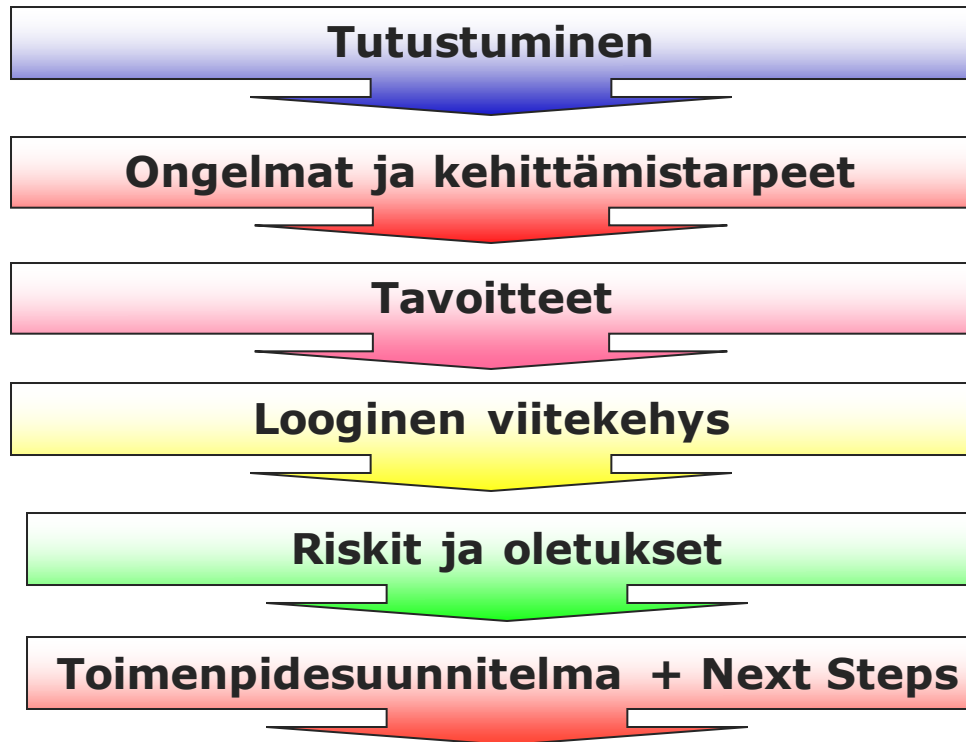 Tutustuminen
Ongelmat ja kehittämistarpeet
Tavoitteet
Looginen viitekehys
Riskit ja oletukset
Toimenpidesuunnitelma + Next Steps